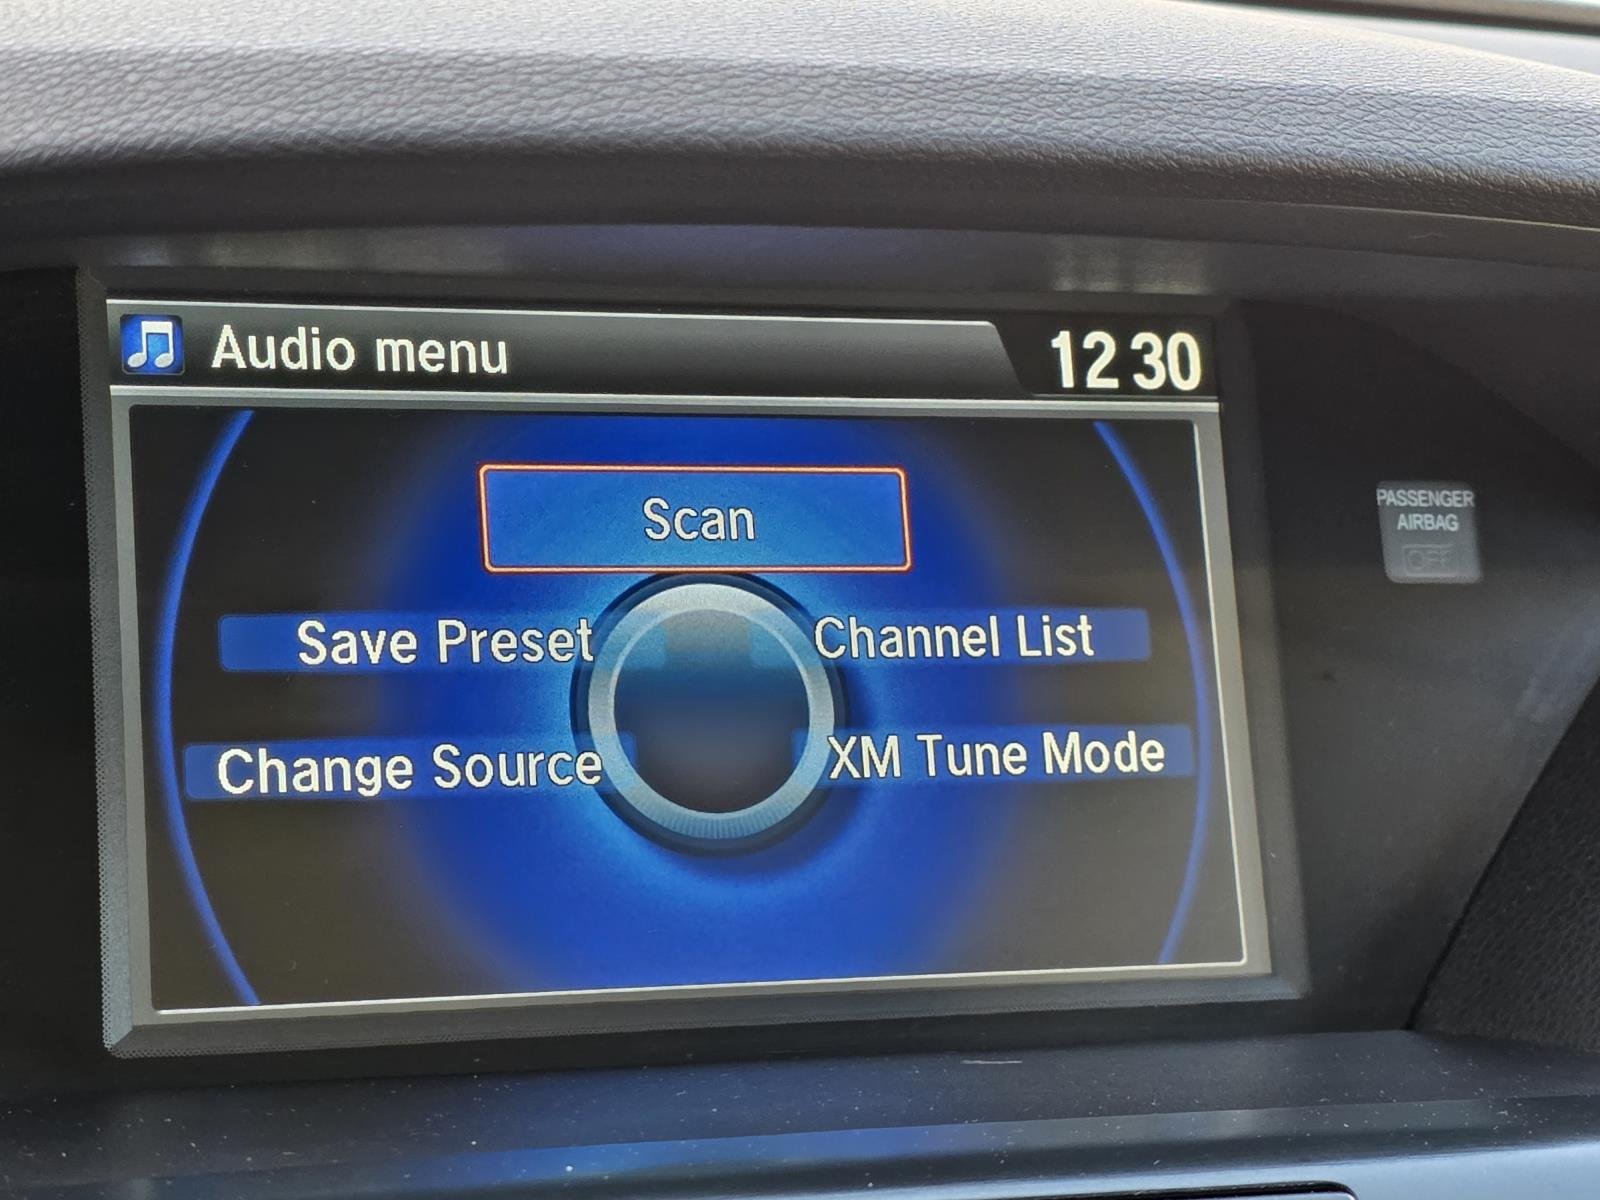 Audio menu
12 30
Scan
Save Preset
Channel List
Change Source
XM Tune Mode
PASSENGER
AIRBAG
OFF